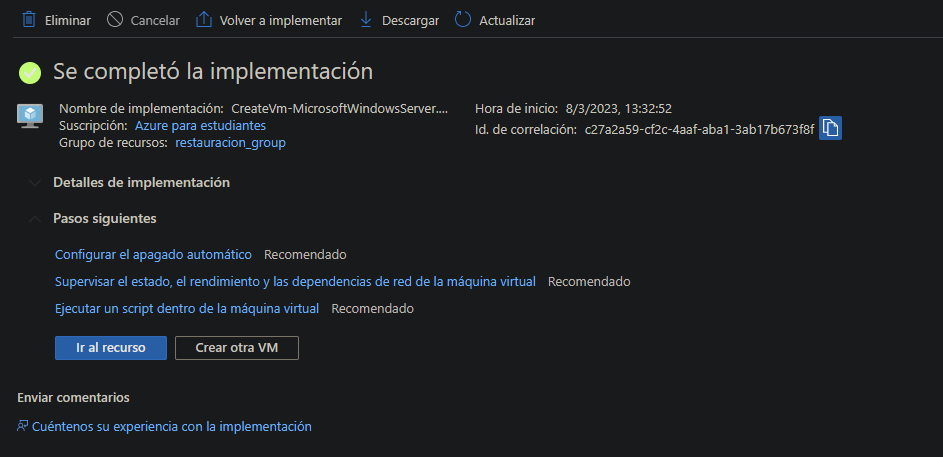 Eliminar Cancelar Volver a implementar Descargar Actualizar
Se completó la implementación
Nombre de implementación: CreateVm-MicrosoftWindowsServer....
Suscripción: Azure para estudiantes
Grupo de recursos: restauracion_group
Hora de inicio: 8/3/2023, 13:32:52
Id. de correlación: c27a2a59-cf2c-4aaf-aba1-3ab17b673f8f
Detalles de implementación
Pasos siguientes
Configurar el apagado automático Recomendado
Supervisar el estado, el rendimiento y las dependencias de red de la máquina virtual Recomendado
Ejecutar un script dentro de la máquina virtual Recomendado
Ir al recurso Crear otra VM
Enviar comentarios
Cuéntenos su experiencia con la implementación